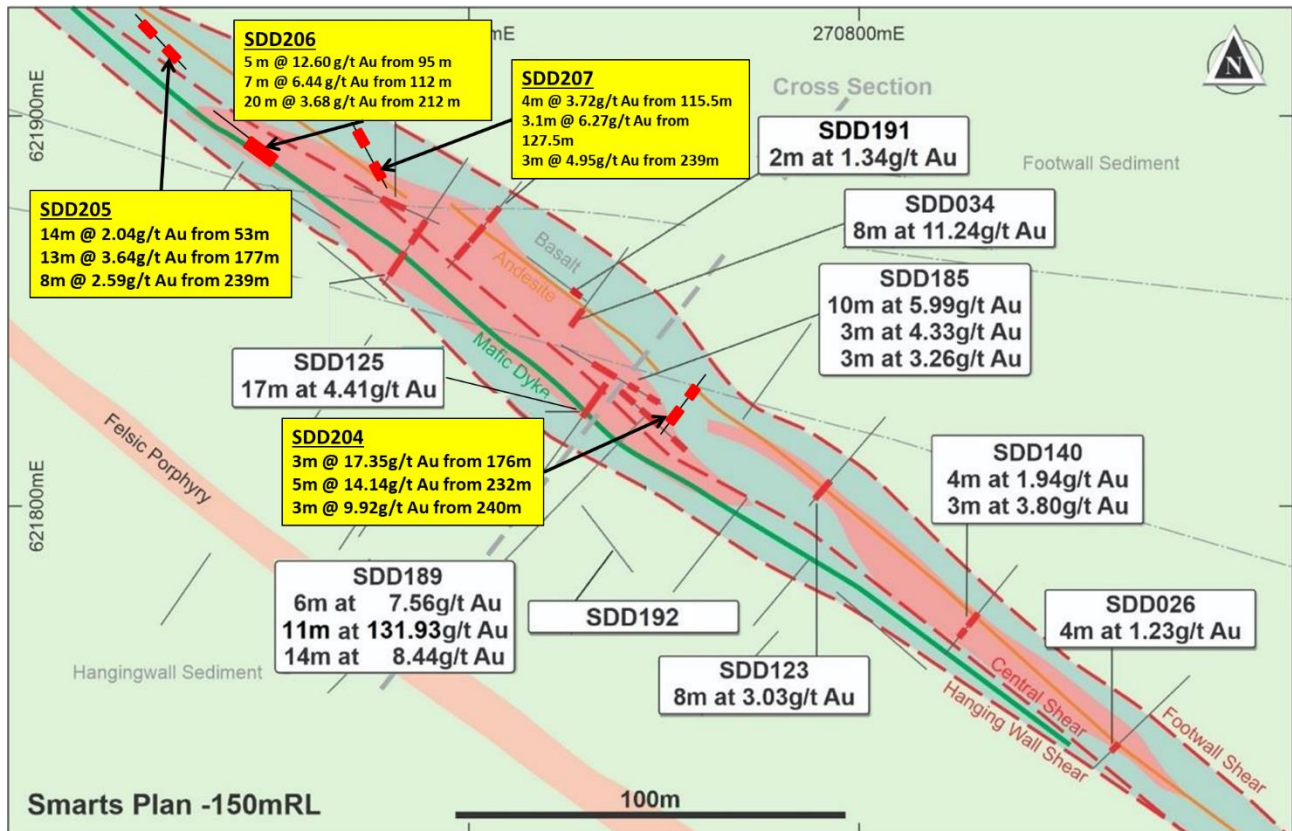 SDD206
5 m @ 12.60 g/t Au from 95 m
7 m @ 6.44 g/t Au from 112 m
20 m @ 3.68 g/t Au from 212 m
SDD207
4m @ 3.72g/t Au from 115.5m
3.1m @ 6.27g/t Au from
127.5m
3m @ 4.95g/t Au from 239m
mE
270800mE
N
Cross Section
621900mE
SDD191
2m at 1.34g/t Au
Footwall Sediment
SDD205
14m @ 2.04g/t Au from 53m
13m @ 3.64g/t Au from 177m
8m @ 2.59g/t Au from 239m
SDD034
8m at 11.24g/t Au
Basalt
Andesite
SDD185
10m at 5.99g/t Au
3m at 4.33g/t Au
3m at 3.26g/t Au
Mafic Dyke
SDD125
17m at 4.41g/t Au
Felsic Porphyry
SDD204
3m @ 17.35g/t Au from 176m
5m @ 14.14g/t Au from 232m
3m @ 9.92g/t Au from 240m
621800mE
SDD140
4m at 1.94g/t Au
3m at 3.80g/t Au
SDD189
6m at 7.56g/t Au
11m at 131.93g/t Au
14m at 8.44g/t Au
SDD192
SDD026
4m at 1.23g/t Au
Hangingwall Sediment
SDD123
8m at 3.03g/t Au
Central Shear
Hanging Wall Shear
Footwall Shear
Smarts Plan -150mRL
100m